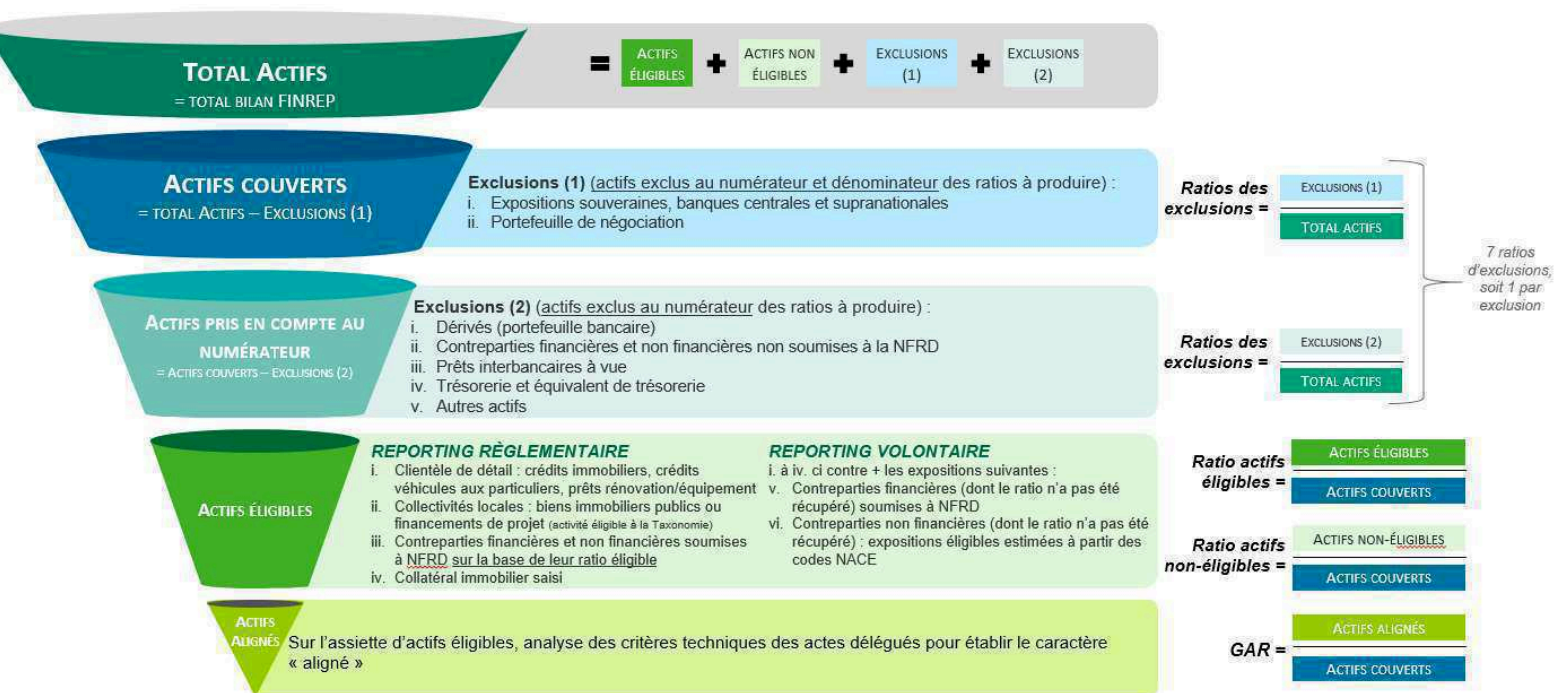 TOTAL ACTIFS
= TOTAL BILAN FINREP
=
ACTIFS
ÉLIGIBLES
+
ACTIFS NON
ÉLIGIBLES
+
EXCLUSIONS
(1)
+
EXCLUSIONS
(2)
ACTIFS COUVERTS
= TOTAL ACTIFS – EXCLUSIONS (1)
Exclusions (1) (actifs exclus au numérateur et dénominateur des ratios à produire) :
i. Expositions souveraines, banques centrales et supranationales
ii. Portefeuille de négociation
Ratios des
exclusions =
EXCLUSIONS (1)
TOTAL ACTIFS
7 ratios
d'exclusions,
soit 1 par
exclusion
ACTIFS PRIS EN COMPTE AU
NUMÉRATEUR
= ACTIFS COUVERTS – EXCLUSIONS (2)
Exclusions (2) (actifs exclus au numérateur des ratios à produire) :
i. Dérivés (portefeuille bancaire)
ii. Contreparties financières et non financières non soumises à la NFRD
iii. Prêts interbancaires à vue
iv. Trésorerie et équivalent de trésorerie
v. Autres actifs
Ratios des
exclusions =
EXCLUSIONS (2)
TOTAL ACTIFS
ACTIFS ÉLIGIBLES
REPORTING RÈGLEMENTAIRE
i. Clientèle de détail : crédits immobiliers, crédits
véhicules aux particuliers, prêts rénovation/équipement
ii. Collectivités locales : biens immobiliers publics ou
financements de projet (activité éligible à la Taxonomie)
iii. Contreparties financières et non financières soumises
à NFRD sur la base de leur ratio éligible
iv. Collatéral immobilier saisi
REPORTING VOLONTAIRE
i. à iv. ci contre + les expositions suivantes :
v. Contreparties financières (dont le ratio n'a pas été
récupéré) soumises à NFRD
vi. Contreparties non financières (dont le ratio n'a pas été
récupéré) : expositions éligibles estimées à partir des
codes NACE
Ratio actifs
éligibles =
ACTIFS ÉLIGIBLES
ACTIFS COUVERTS
Ratio actifs
non-éligibles =
ACTIFS NON-ÉLIGIBLES
ACTIFS COUVERTS
ACTIFS
ALIGNÉS
Sur l'assiette d'actifs éligibles, analyse des critères techniques des actes délégués pour établir le caractère
« aligné »
GAR =
ACTIFS ALIGNÉS
ACTIFS COUVERTS